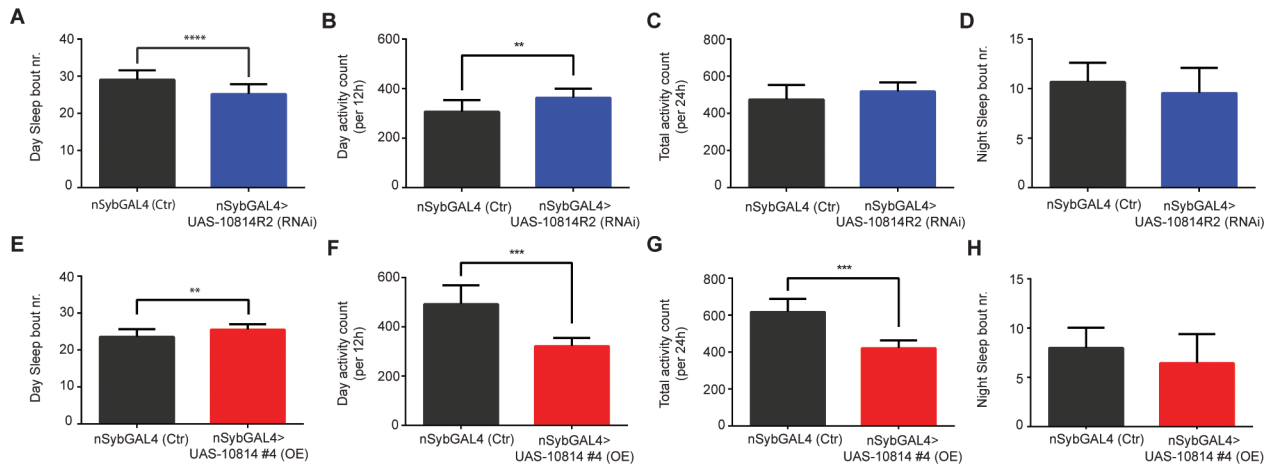 A
Day Sleep bout nr.
40
30
20
10
0
****
nSybGAL4 (Ctr)
nSybGAL4>
UAS-10814R2 (RNAi)
B
Day activity count
(per 12h)
600
400
200
0
**
nSybGAL4 (Ctr)
nSybGAL4>
UAS-10814R2 (RNAi)
C
Total activity count
(per 24h)
800
600
400
200
0
nSybGAL4 (Ctr)
nSybGAL4>
UAS-10814R2 (RNAi)
D
Night Sleep bout nr.
15
10
5
0
nSybGAL4 (Ctr)
nSybGAL4>
UAS-10814R2 (RNAi)
E
Day Sleep bout nr.
40
30
20
10
0
**
nSybGAL4 (Ctr)
nSybGAL4>
UAS-10814 #4 (OE)
F
Day activity count
(per 12h)
600
400
200
0
***
nSybGAL4 (Ctr)
nSybGAL4>
UAS-10814 #4 (OE)
G
Total activity count
(per 24h)
800
600
400
200
0
***
nSybGAL4 (Ctr)
nSybGAL4>
UAS-10814 #4 (OE)
H
Night Sleep bout nr.
15
10
5
0
nSybGAL4 (Ctr)
nSybGAL4>
UAS-10814 #4 (OE)